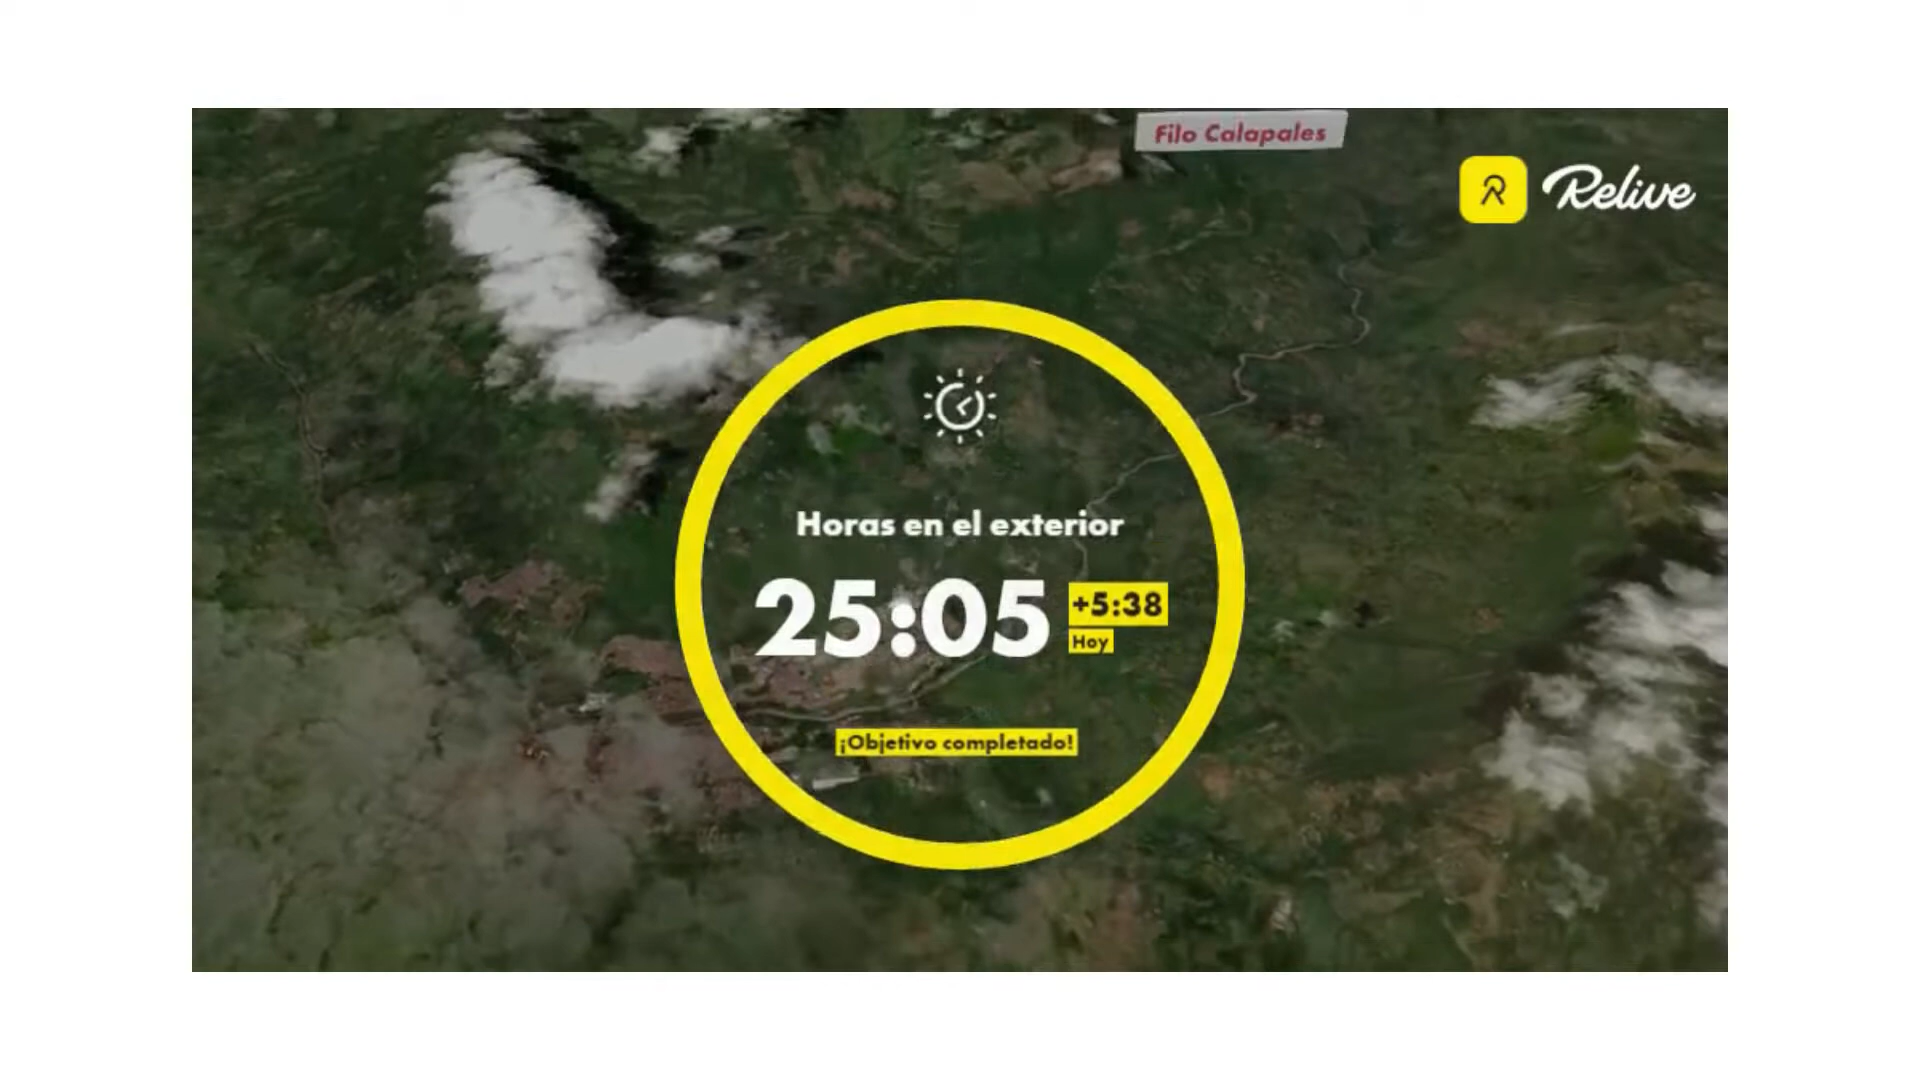 Filo Calapales
Relive
Horas en el exterior
25:05
+5:38
Hoy
¡Objetivo completado!